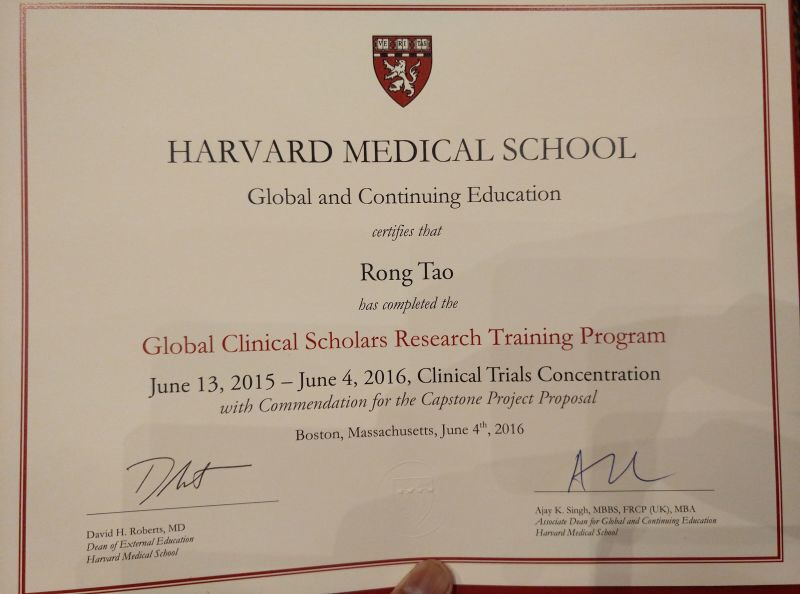 VE RI TAS
HARVARD MEDICAL SCHOOL
Global and Continuing Education
certifies that
Rong Tao
has completed the
Global Clinical Scholars Research Training Program
June 13, 2015 – June 4, 2016, Clinical Trials Concentration
with Commendation for the Capstone Project Proposal
Boston, Massachusetts, June 4th, 2016
David H. Roberts, MD
Dean of External Education
Harvard Medical School
Ajay K. Singh, MBBS, FRCP (UK), MBA
Associate Dean for Global and Continuing Education
Harvard Medical School